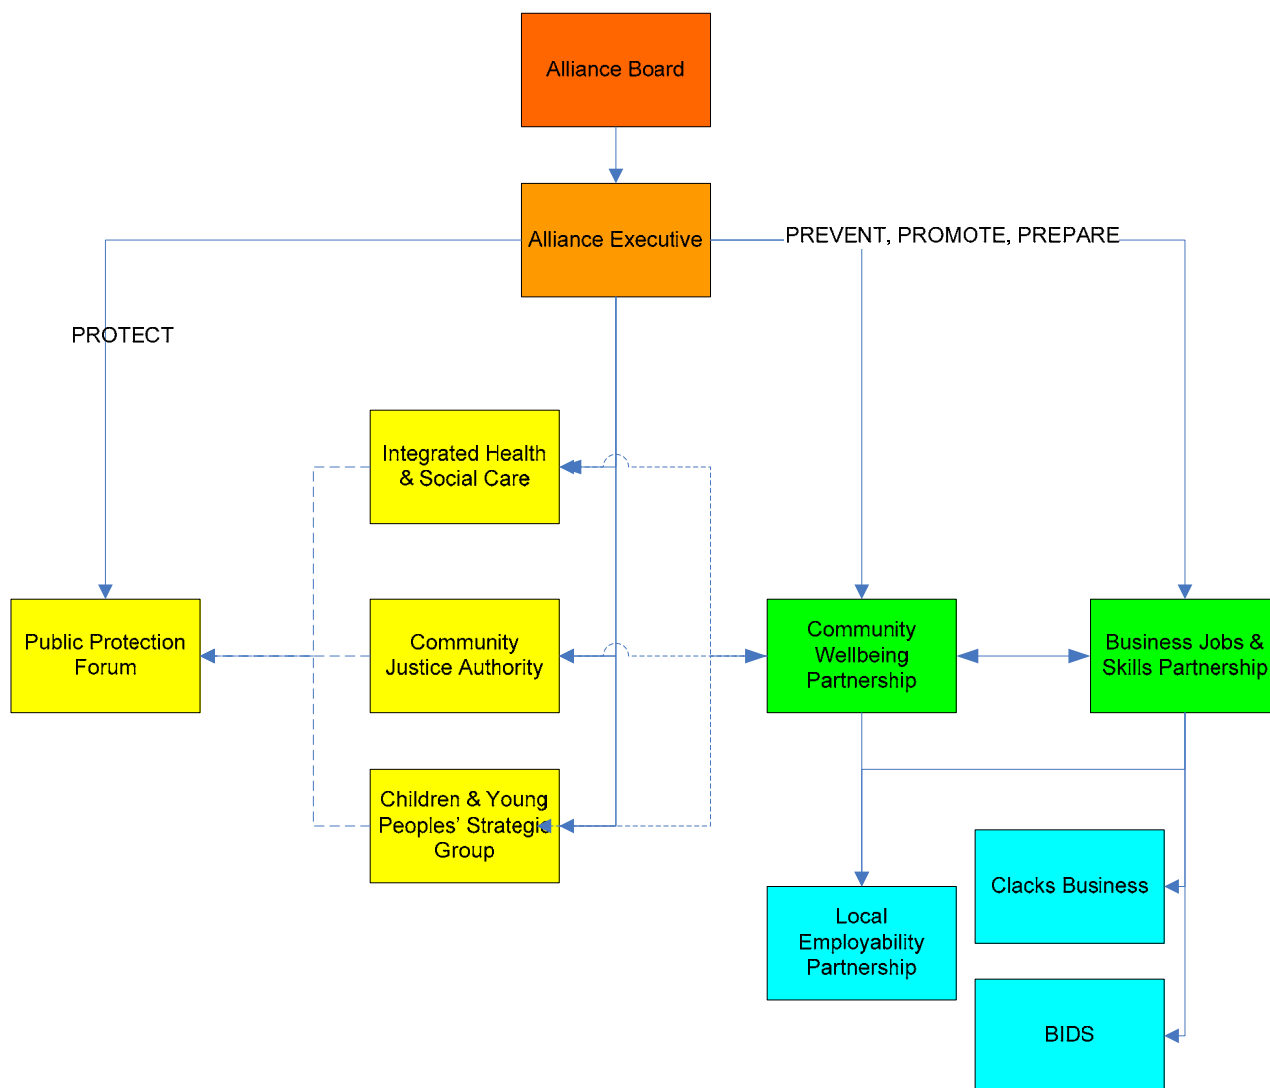 Alliance Board
Alliance Executive
PREVENT, PROMOTE, PREPARE
PROTECT
Integrated Health
& Social Care
Public Protection
Forum
Community
Justice Authority
Community
Wellbeing
Partnership
Business Jobs &
Skills Partnership
Children & Young
Peoples’ Strategic
Group
Clacks Business
Local
Employability
Partnership
BIDS